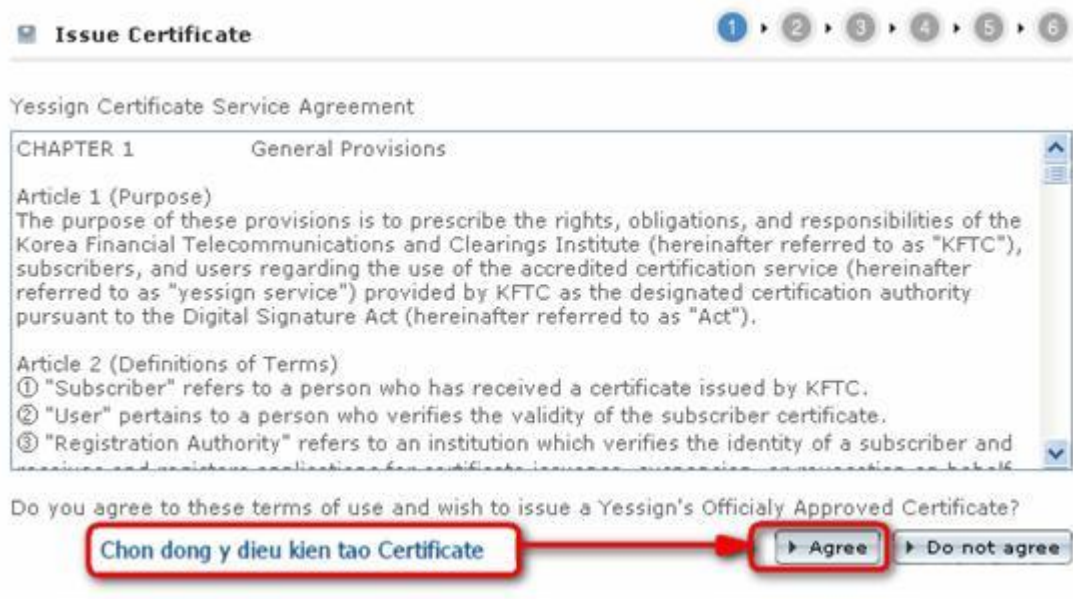 Issue Certificate
1 2 3 4 5 6
Yessign Certificate Service Agreement
CHAPTER 1 General Provisions
Article 1 (Purpose)
The purpose of these provisions is to prescribe the rights, obligations, and responsibilities of the
Korea Financial Telecommunications and Clearings Institute (hereinafter referred to as "KFTC"),
subscribers, and users regarding the use of the accredited certification service (hereinafter
referred to as "yessign service") provided by KFTC as the designated certification authority
pursuant to the Digital Signature Act (hereinafter referred to as "Act").
Article 2 (Definitions of Terms)
① "Subscriber" refers to a person who has received a certificate issued by KFTC.
② "User" pertains to a person who verifies the validity of the subscriber certificate.
③ "Registration Authority" refers to an institution which verifies the identity of a subscriber and
Do you agree to these terms of use and wish to issue a Yessign's Officialy Approved Certificate?
Chon dong y dieu kien tao Certificate
Agree
Do not agree